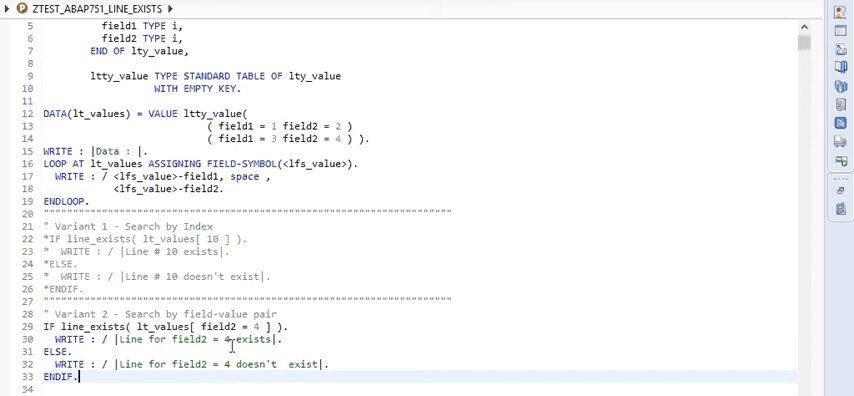 ZTEST_ABAP751_LINE_EXISTS
5 field1 TYPE i,
6 field2 TYPE i,
7 END OF lty_value,
8
9 ltty_value TYPE STANDARD TABLE OF lty_value
10 WITH EMPTY KEY.
11
12 DATA(lt_values) = VALUE ltty_value(
13 ( field1 = 1 field2 = 2 )
14 ( field1 = 3 field2 = 4 ) ).
15 WRITE : |Data : |.
16 LOOP AT lt_values ASSIGNING FIELD-SYMBOL(<lfs_value>).
17 WRITE : / <lfs_value>-field1, space ,
18 <lfs_value>-field2.
19 ENDLOOP.
20 """""""""""""""""""""""""""""""""""""""""""""""""""""""""""""""""""""
21 " Variant 1 - Search by Index
22 *IF line_exists( lt_values[ 10 ] ).
23 * WRITE : / |Line # 10 exists|.
24 *ELSE.
25 * WRITE : / |Line # 10 doesn't exist|.
26 *ENDIF.
27 """""""""""""""""""""""""""""""""""""""""""""""""""""""""""""""""""""
28 " Variant 2 - Search by field-value pair
29 IF line_exists( lt_values[ field2 = 4 ] ).
30 WRITE : / |Line for field2 = 4 exists|.
31 ELSE.
32 WRITE : / |Line for field2 = 4 doesn't  exist|.
33 ENDIF.
34